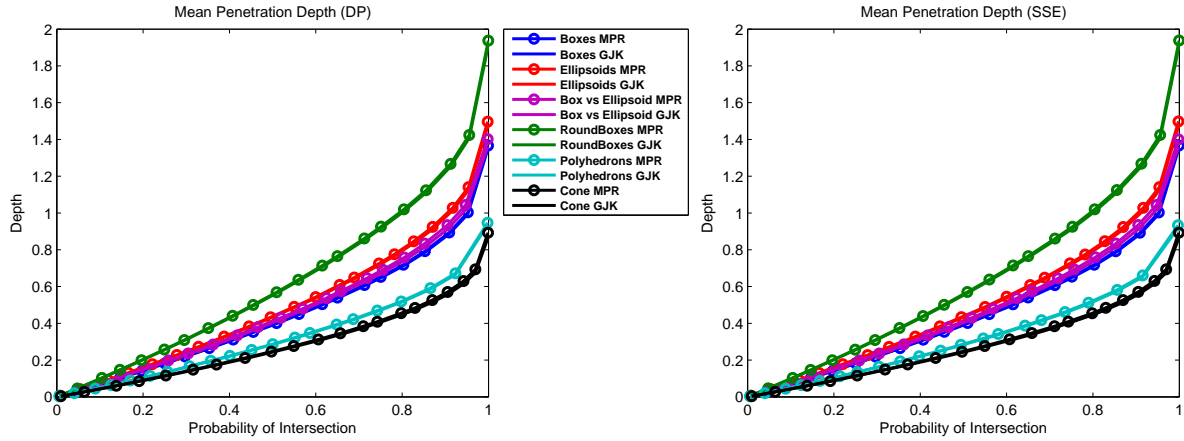 Mean Penetration Depth (DP)
2
1.8
1.6
1.4
1.2
1
0.8
0.6
0.4
0.2
0
Depth
0
0.2
0.4
0.6
0.8
1
Probability of Intersection
Boxes MPR
Boxes GJK
Ellipsoids MPR
Ellipsoids GJK
Box vs Ellipsoid MPR
Box vs Ellipsoid GJK
RoundBoxes MPR
RoundBoxes GJK
Polyhedrons MPR
Polyhedrons GJK
Cone MPR
Cone GJK
Mean Penetration Depth (SSE)
2
1.8
1.6
1.4
1.2
1
0.8
0.6
0.4
0.2
0
Depth
0
0.2
0.4
0.6
0.8
1
Probability of Intersection